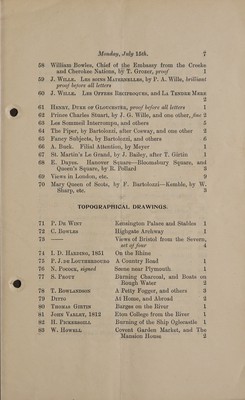 Monday, July 15th. 7
58 William Bowles, Chief of the Embassy from the Creeks
and Cherokee Nations, by T. Grozer, proof 1
59 J. WILLE. LES SOINS MATERNELLES, by P. A. Wille, brilliant
proof before all letters 1
60 J. WILLE. LES OFFRES RECIPROQUES, and LA TENDRE MERE
2
61 HENRY, DUKE OF GLOUCESTER, proof before all letters 1
62 Prince Charles Stuart, by J. G. Wille, and one other, fine 2
63 Les Sommeil Interrompe, and others 3
64 The Piper, by Bartolozzi, after Conway, and one other 2
65 Fancy Subjects, by Bartolozzi, and others 6
66 A. Buck. Filial Attention, by Mayer 1
67 St. Martin's Le Grand, by J. Bailey, after T. Girtin 1
68 E. Dayes. Hanover Square—Bloomsbury Square, and
Queen's Square, by R. Pollard 3
69 Views in London, etc. 9
70 Mary Queen of Scots, by F. Bartolozzi—Kemble, by W.
Sharp, etc. 3
TOPOGRAPHICAL DRAWINGS.
71 P. DE WINT Kensington Palace and Stables 1
72 C. BOWLES Highgate Archway 1
73 —— Views of Bristol from the Severn,
set of four 4
74 I. D. HARDING, 1851 On the Rhine 1
75 P. J. DE LOUTHERBOURG A Country Road 1
76 N. POCOCK, signed Scene near Plymouth 1
77 S. PROUT Burning Charcoal, and Boats on
Rough Water 2
78 T. ROWLANDSON A Petty Fogger, and others 3
79 DITTO At Home, and Abroad 2
80 THOMAS GIRTIN Barges on the River 1
81 JOHN VARLEY, 1812 Eton College from the River 1
82 H. PICKERSGILL Burning of the Ship Ogheastle 1
83 W. HOWELL Covent Garden Market, and The
Mansion House 2